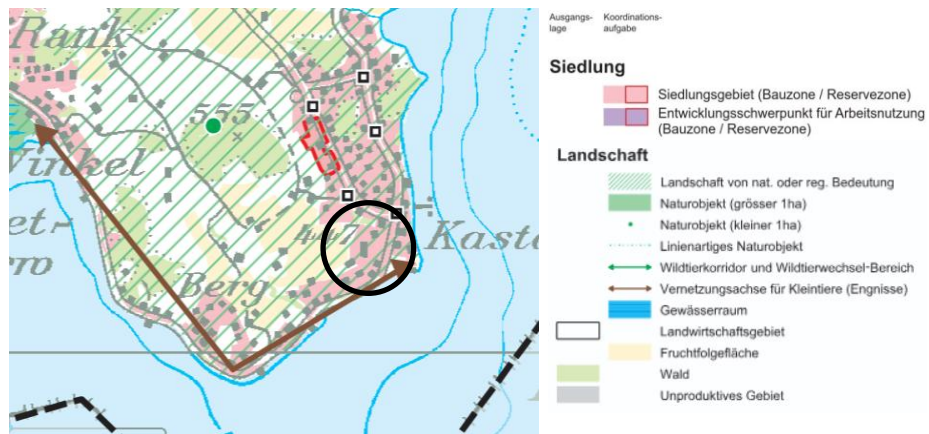 Rank
555
Winkel
447
Kasta
Berg
Ausgangs-
lage
Koordinations-
aufgabe
Siedlung
Siedlungsgebiet (Bauzone / Reservezone)
Entwicklungsschwerpunkt für Arbeitsnutzung
(Bauzone / Reservezone)
Landschaft
Landschaft von nat. oder reg. Bedeutung
Naturobjekt (grösser 1ha)
Naturobjekt (kleiner 1ha)
Linienartiges Naturobjekt
Wildtierkorridor und Wildtierwechsel-Bereich
Vernetzungsachse für Kleintiere (Engnisse)
Gewässerraum
Landwirtschaftsgebiet
Fruchtfolgefläche
Wald
Unproduktives Gebiet